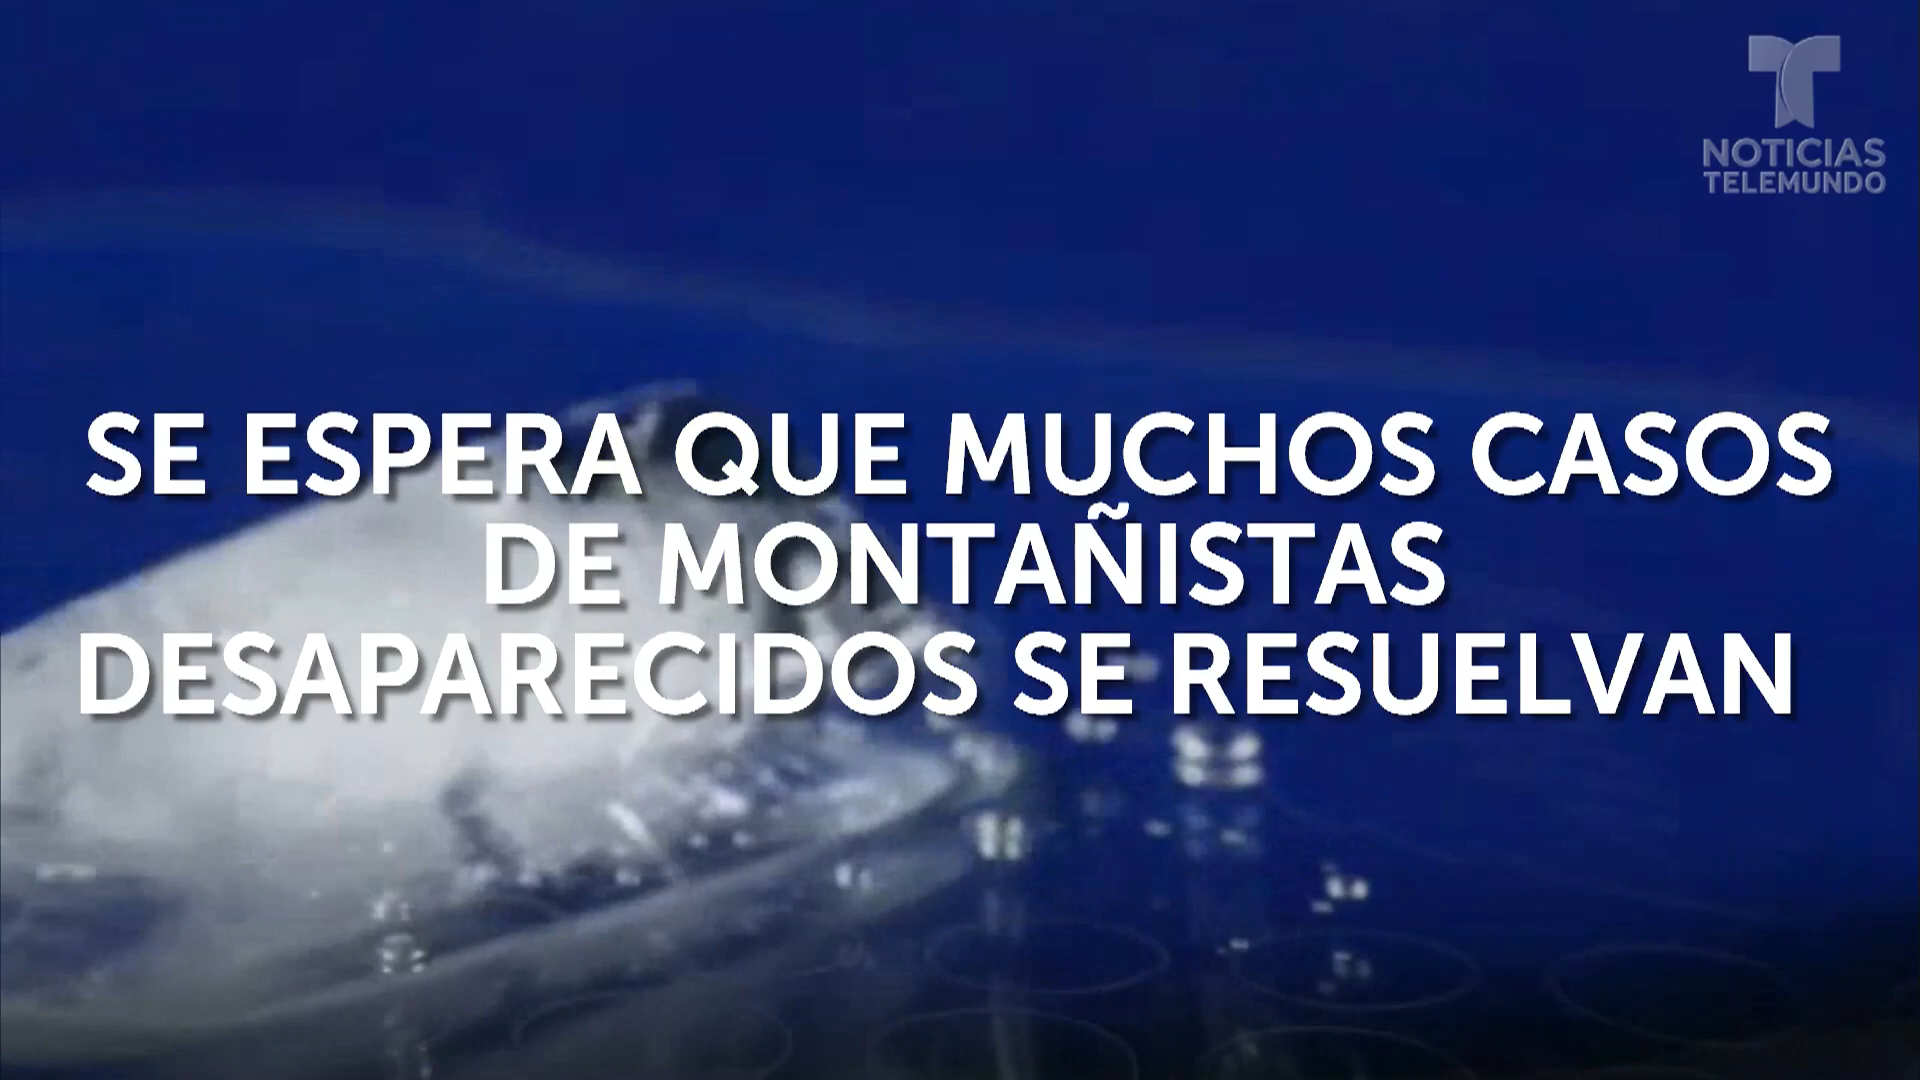 NOTICIAS
TELEMUNDO
SE ESPERA QUE MUCHOS CASOS
DE MONTAÑISTAS
DESAPARECIDOS SE RESUELVAN